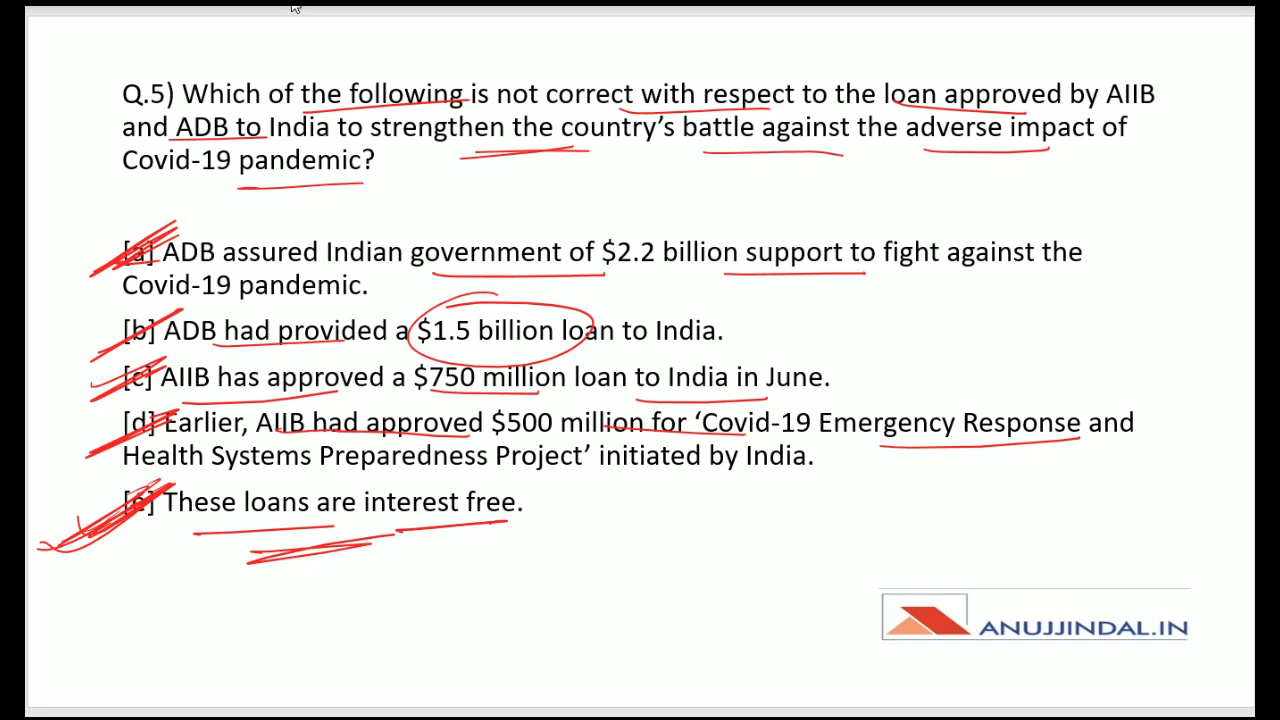 Q.5) Which of the following is not correct with respect to the loan approved by AIIB
and ADB to India to strengthen the country’s battle against the adverse impact of
Covid-19 pandemic?
[a] ADB assured Indian government of $2.2 billion support to fight against the
Covid-19 pandemic.
[b] ADB had provided a $1.5 billion loan to India.
[c] AIIB has approved a $750 million loan to India in June.
[d] Earlier, AIIB had approved $500 million for ‘Covid-19 Emergency Response and
Health Systems Preparedness Project’ initiated by India.
[e] These loans are interest free.
ANUJJINDAL.IN